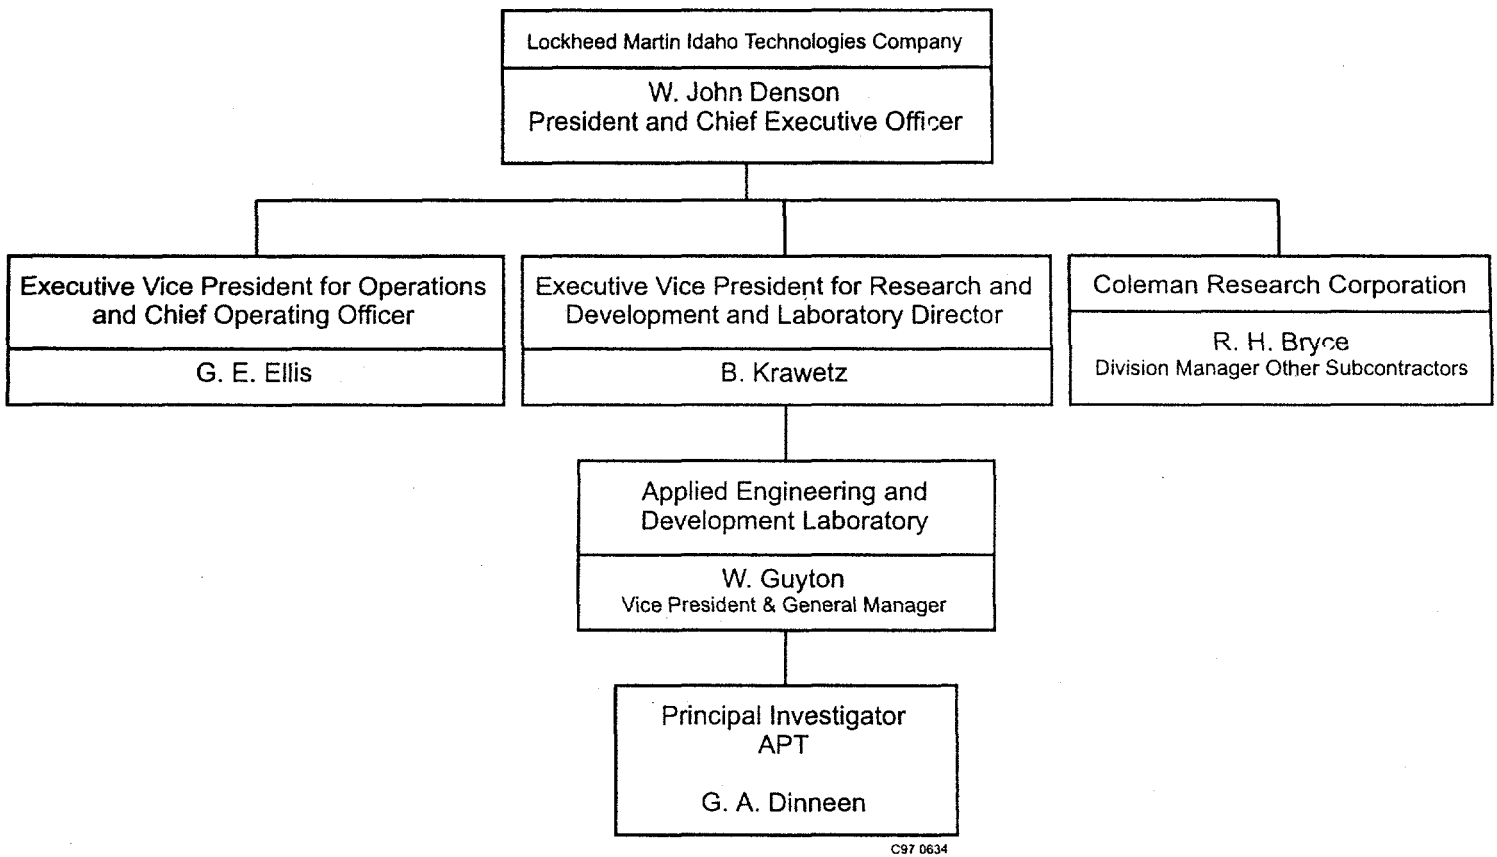 Lockheed Martin Idaho Technologies Company
W. John Denson
President and Chief Executive Officer
Executive Vice President for Operations
and Chief Operating Officer
G. E. Ellis
Executive Vice President for Research and
Development and Laboratory Director
B. Krawetz
Coleman Research Corporation
R. H. Bryce
Division Manager Other Subcontractors
Applied Engineering and
Development Laboratory
W. Guyton
Vice President & General Manager
Principal Investigator
APT
G. A. Dinneen
C97 0634